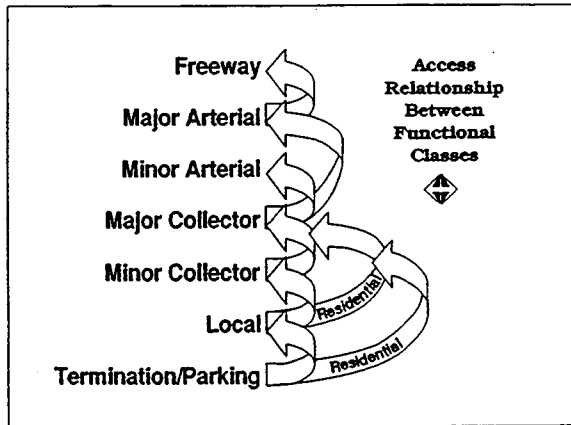 Freeway
Major Arterial
Minor Arterial
Major Collector
Minor Collector
Local
Termination/Parking
Residential
Residential
Access
Relationship
Between
Functional
Classes